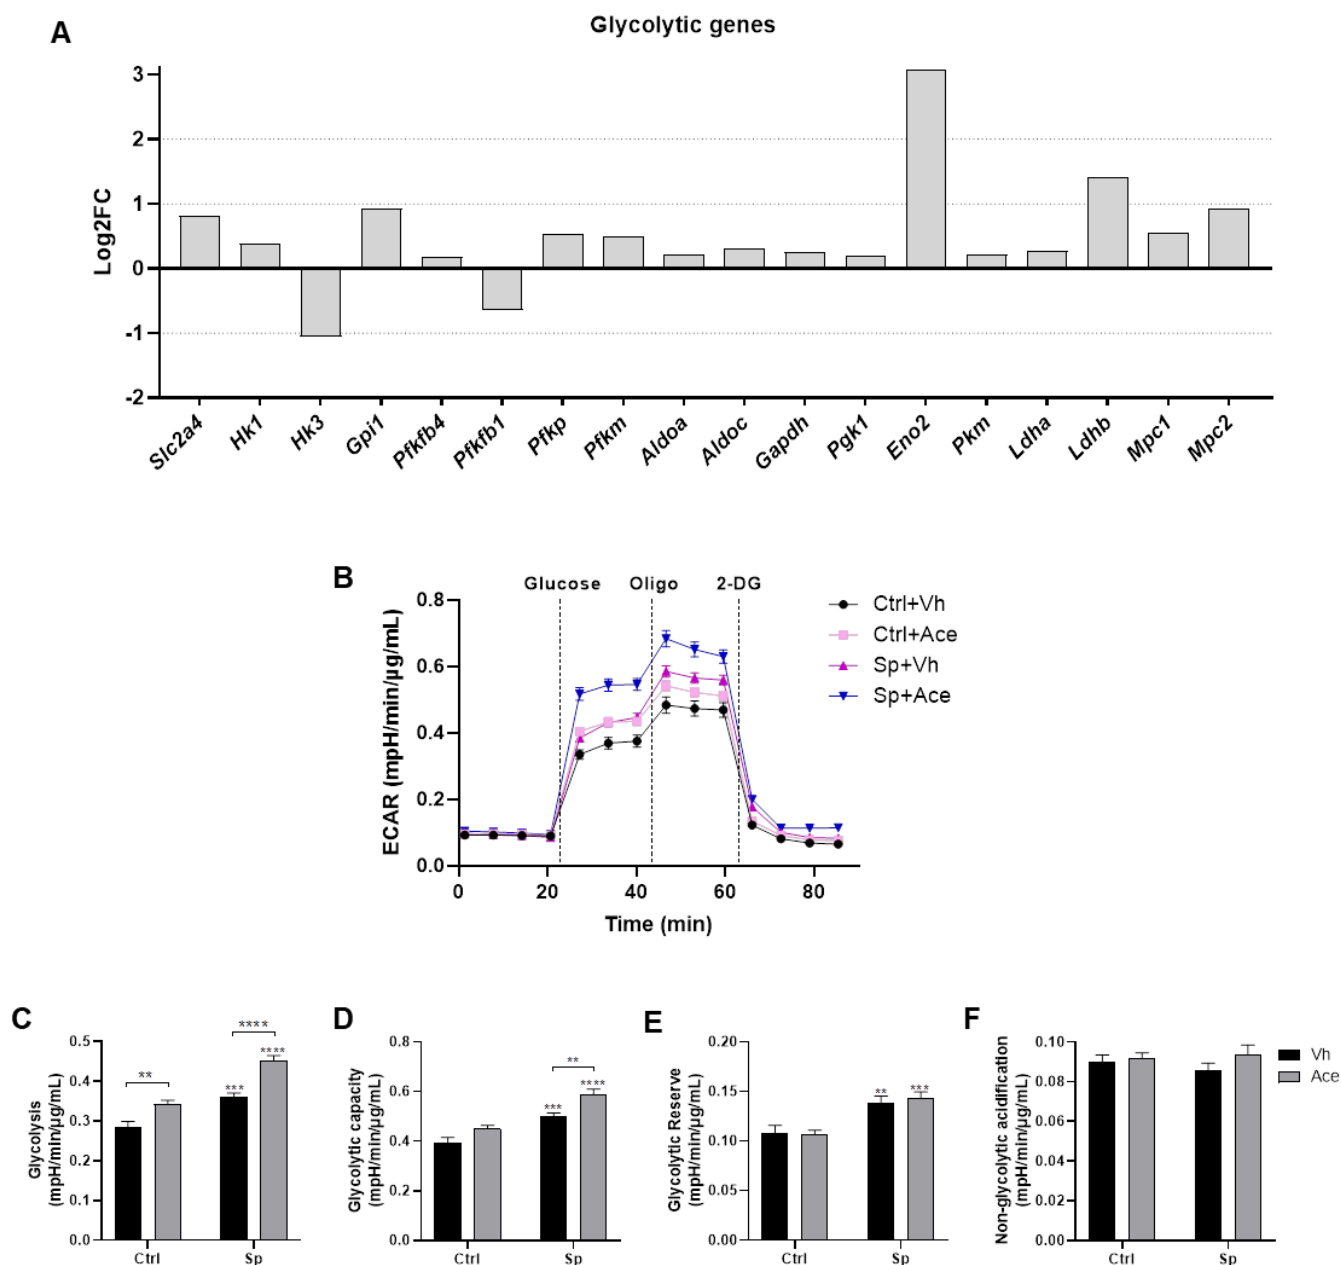 Glycolytic genes
A
Log2FC
3
2
1
0
-1
-2
Slc2a4 Hk1 Hk3 Gpi1 Pfkfb4 Pfkfb1 Pfkp Pfkm Aldoa Aldoc Gapdh Pgk1 Eno2 Pkm Ldha Ldhb Mpc1 Mpc2
B
Glucose Oligo 2-DG
ECAR (mpH/min/µg/mL)
0.8
0.6
0.4
0.2
0.0
0 20 40 60 80
Time (min)
Ctrl+Vh
Ctrl+Ace
Sp+Vh
Sp+Ace
C
Glycolysis
(mpH/min/µg/mL)
0.5
0.4
0.3
0.2
0.1
0.0
**
****
***
****
Ctrl Sp
D
Glycolytic capacity
(mpH/min/µg/mL)
0.8
0.6
0.4
0.2
0.0
**
***
****
Ctrl Sp
E
Glycolytic Reserve
(mpH/min/µg/mL)
0.20
0.15
0.10
0.05
0.00
**
***
Ctrl Sp
F
Non-glycolytic acidification
(mpH/min/µg/mL)
0.10
0.08
0.06
0.04
0.02
0.00
Ctrl Sp
Vh
Ace